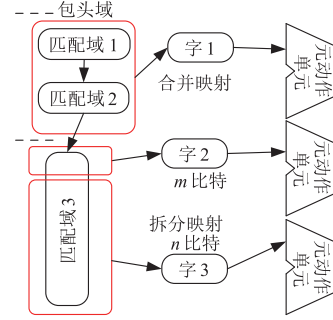 包头域
匹配域1
匹配域2
字1
合并映射
元动作
单元
字2
m比特
元动作
单元
匹配域3
拆分映射
n比特
字3
元动作
单元